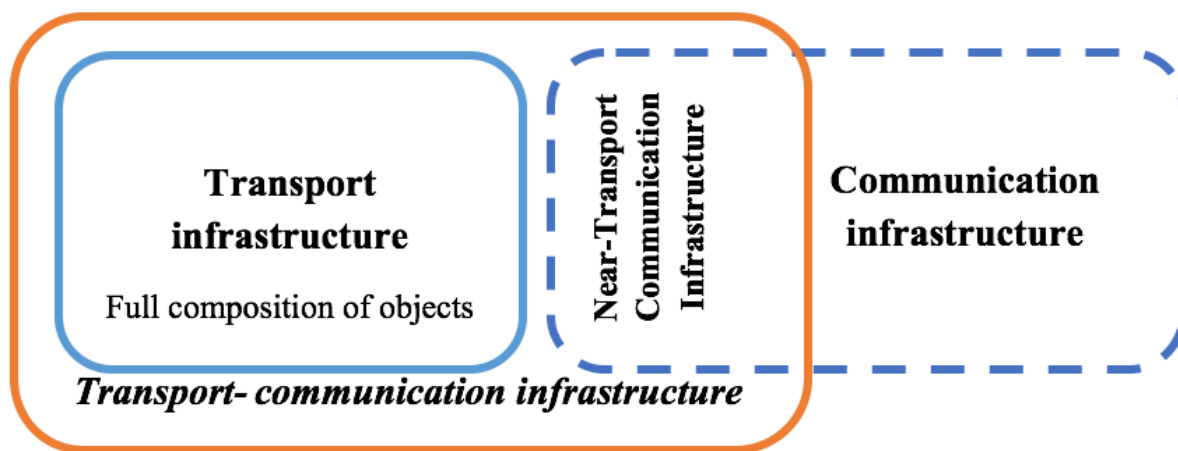 Transport
infrastructure
Full composition of objects
Near-Transport
Communication
Infrastructure
Communication
infrastructure
Transport- communication infrastructure